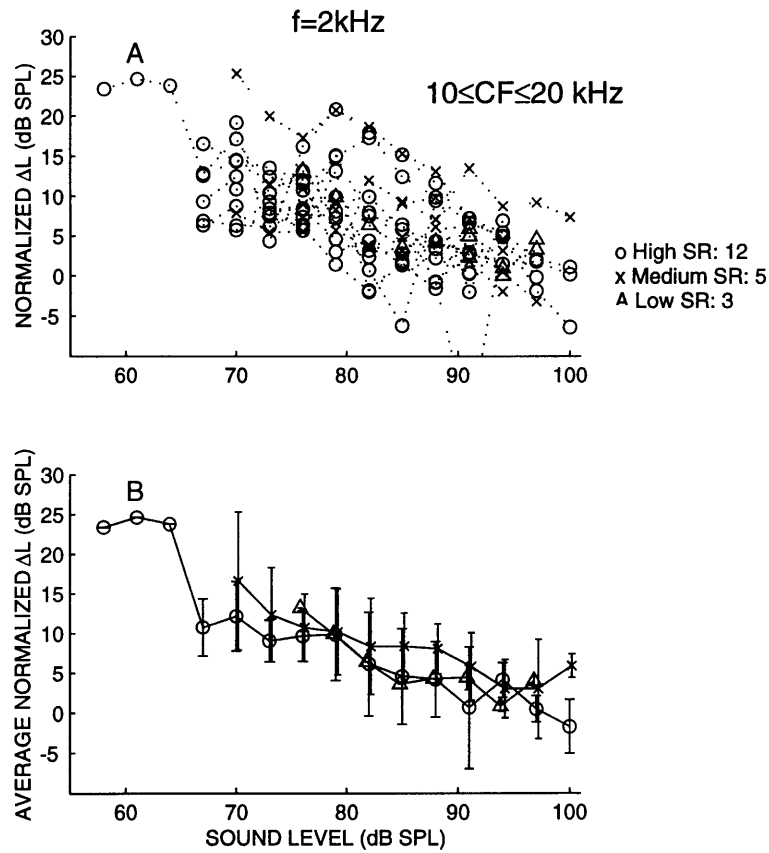 f=2kHz
A
10≤CF≤20 kHz
NORMALIZED ΔL (dB SPL)
30
25
20
15
10
5
0
-5
60 70 80 90 100
o High SR: 12
x Medium SR: 5
Δ Low SR: 3
B
AVERAGE NORMALIZED ΔL (dB SPL)
30
25
20
15
10
5
0
-5
60 70 80 90 100
SOUND LEVEL (dB SPL)